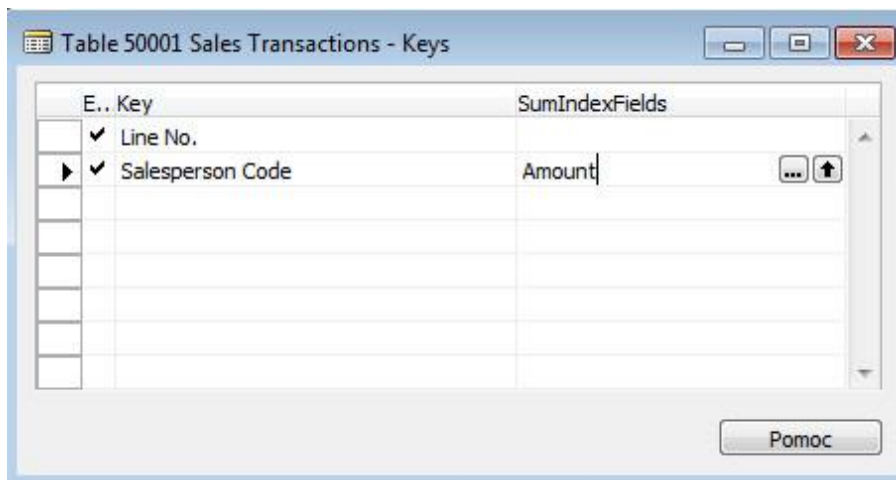 Table 50001 Sales Transactions - Keys
E.. Key SumIndexFields
Line No.
Salesperson Code Amount ...
Pomoc